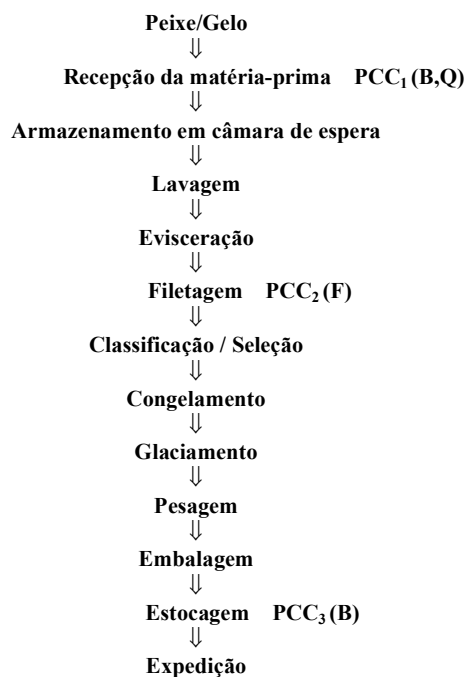 Peixe/Gelo
⇓
Recepção da matéria-prima PCC₁ (B,Q)
⇓
Armazenamento em câmara de espera
⇓
Lavagem
⇓
Evisceração
⇓
Filetagem PCC₂ (F)
⇓
Classificação / Seleção
⇓
Congelamento
⇓
Glaciamento
⇓
Pesagem
⇓
Embalagem
⇓
Estocagem PCC₃ (B)
⇓
Expedição